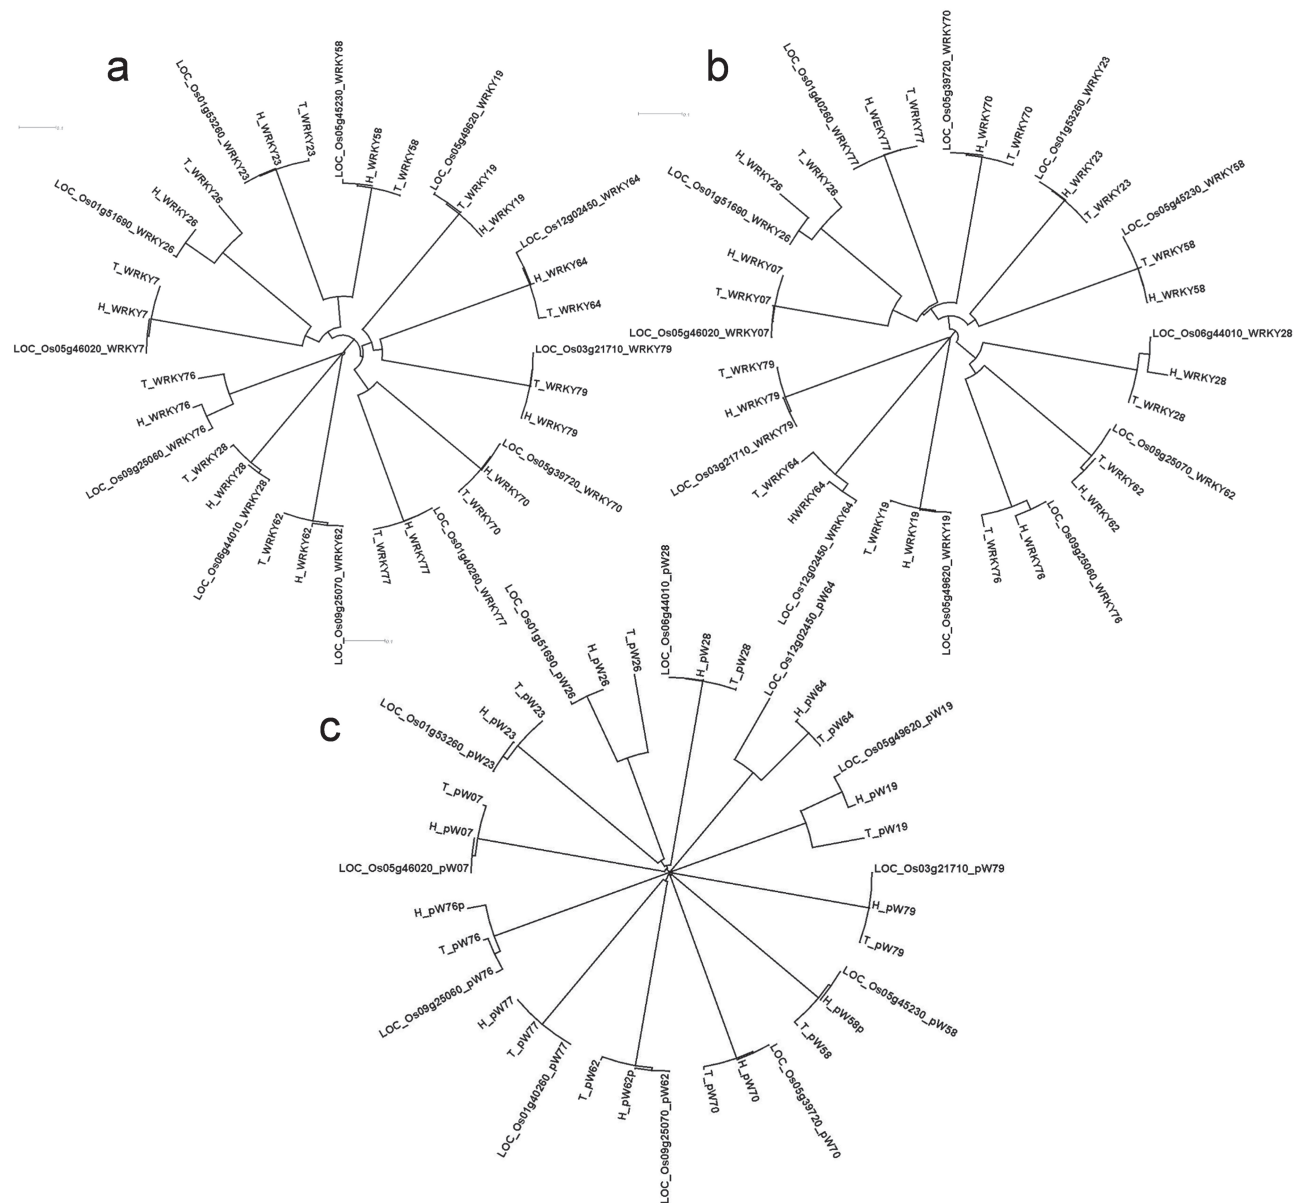 a
LOC_Os01g53260_WRKY23
H_WRKY23
T_WRKY23
LOC_Os05g45230_WRKY58
H_WRKY58
T_WRKY58
LOC_Os05g49620_WRKY19
T_WRKY19
H_WRKY19
LOC_Os12g02450_WRKY64
H_WRKY64
T_WRKY64
LOC_Os03g21710_WRKY79
T_WRKY79
H_WRKY79
LOC_Os05g39720_WRKY70
H_WRKY70
T_WRKY70
LOC_Os01g40260_WRKY77
H_WRKY77
T_WRKY77
LOC_Os09g25070_WRKY62
H_WRKY62
T_WRKY62
LOC_Os06g44010_WRKY28
H_WRKY28
T_WRKY28
LOC_Os09g25060_WRKY76
H_WRKY76
T_WRKY76
LOC_Os05g46020_WRKY7
H_WRKY7
T_WRKY7
LOC_Os01g51690_WRKY26
H_WRKY26
T_WRKY26
b
LOC_Os01g40260_WRKY77
H_WEKY77
T_WRKY77
LOC_Os05g39720_WRKY70
H_WRKY70
T_WRKY70
LOC_Os01g53260_WRKY23
H_WRKY23
T_WRKY23
LOC_Os05g45230_WRKY58
T_WRKY58
H_WRKY58
LOC_Os06g44010_WRKY28
H_WRKY28
T_WRKY28
LOC_Os09g25070_WRKY62
T_WRKY62
H_WRKY62
LOC_Os09g25060_WRKY76
H_WRKY76
T_WRKY76
LOC_Os05g49620_WRKY19
H_WRKY19
T_WRKY19
LOC_Os12g02450_WRKY64
HWRKY64
T_WRKY64
LOC_Os03g21710_WRKY79
H_WRKY79
T_WRKY79
LOC_Os05g46020_WRKY07
T_WRKY07
H_WRKY07
LOC_Os01g51690_WRKY26
H_WRKY26
T_WRKY26
c
LOC_Os01g51690_pW26
H_pW26
T_pW26
LOC_Os06g44010_pW28
H_pW28
T_pW28
LOC_Os12g02450_pW64
H_pW64
T_pW64
LOC_Os05g49620_pW19
H_pW19
T_pW19
LOC_Os03g21710_pW79
H_pW79
T_pW79
LOC_Os05g45230_pW58
H_pW58p
T_pW58
LOC_Os05g39720_pW70
H_pW70
T_pW70
LOC_Os09g25070_pW62
H_pW62p
T_pW62
LOC_Os01g40260_pW77
T_pW77
H_pW77
LOC_Os09g25060_pW76
T_pW76
H_pW76p
LOC_Os05g46020_pW07
H_pW07
T_pW07
LOC_Os01g53260_pW23
H_pW23
T_pW23